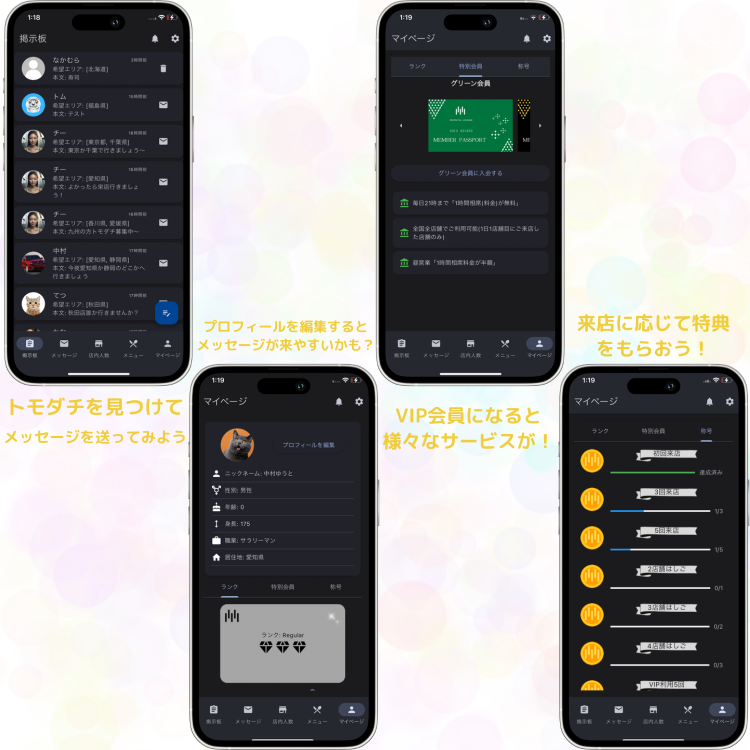 1:18
掲示板
なかむら
2時間前
希望エリア: [北海道]
本文: 寿司
トム
15時間前
希望エリア: [徳島県]
本文: テスト
チー
15時間前
希望エリア: [東京都, 千葉県]
本文: 東京か千葉で行きましょう〜
チー
希望エリア: [愛知県]
本文: よかったら栄店行きましょ
う!
チー
希望エリア: [香川県, 愛媛県]
本文: 九州の方トモダチ募集中〜
中村
17時間前
希望エリア: [愛知県, 静岡県]
本文: 今夜愛知県か静岡のどこかへ
行きましょう
てつ
17時間前
希望エリア: [秋田県]
本文: 秋田店誰か行きませんか?
掲示板
メッセージ
店内人数
メニュー
マイページ
トモダチを見つけて
メッセージを送ってみよう
プロフィールを編集すると
メッセージが来やすいかも?
1:19
マイページ
プロフィールを編集
ニックネーム: 中村ゆうと
性別: 男性
年齢: 0
身長: 175
職業: サラリーマン
居住地: 愛知県
ランク
特別会員
称号
ランク: Regular
掲示板
メッセージ
店内人数
メニュー
マイページ
1:19
マイページ
ランク
特別会員
称号
グリーン会員
MEMBER PASSPORT
ME
グリーン会員に入会する
毎日21時まで「1時間相席(料金)が無料」
全国全店舗でご利用可能(1日1店舗目にご来店し
た店舗のみ)
昼営業「1時間相席料金が半額」
掲示板
メッセージ
店内人数
メニュー
マイページ
VIP会員になると
様々なサービスが!
来店に応じて特典
をもらおう!
1:19
マイページ
ランク
特別会員
称号
初回来店
達成済み
3回来店
1/3
5回来店
1/5
2店舗はしご
0/1
3店舗はしご
0/2
4店舗はしご
0/3
VIP利用5回
掲示板
メッセージ
店内人数
メニュー
マイページ